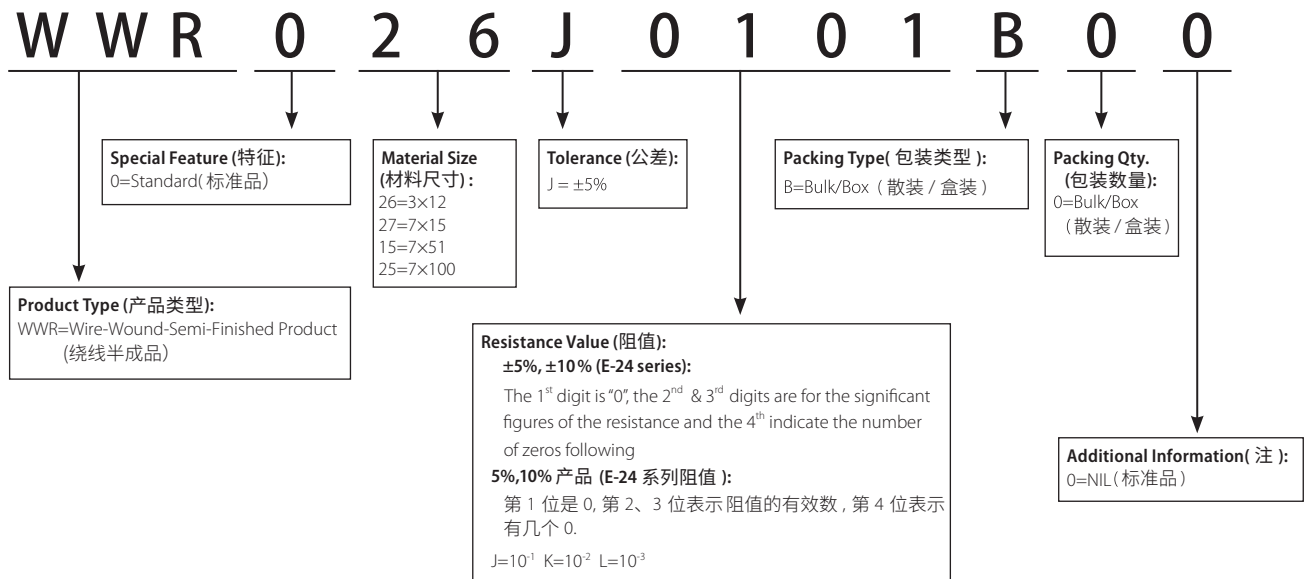 W W R 0 2 6 J 0 1 0 1 B 0 0
Special Feature (特征):
0=Standard( 标准品)
Material Size
(材料尺寸) :
26=3×12
27=7×15
15=7×51
25=7×100
Tolerance (公差):
J = ±5%
Packing Type( 包装类型 ):
B=Bulk/Box （散装 / 盒装）
Packing Qty.
(包装数量):
0=Bulk/Box
（散装 / 盒装）
Product Type (产品类型):
WWR=Wire-Wound-Semi-Finished Product
(绕线半成品）
Resistance Value (阻值):
±5%, ±10% (E-24 series):
The 1st digit is “0”, the 2nd & 3rd digits are for the significant
figures of the resistance and the 4th indicate the number
of zeros following
5%,10% 产品 (E-24 系列阻值 ):
第 1 位是 0, 第 2、3 位表示阻值的有效数 , 第 4 位表示
有几个 0.
J=10⁻¹ K=10⁻² L=10⁻³
Additional Information( 注 ):
0=NIL( 标准品）